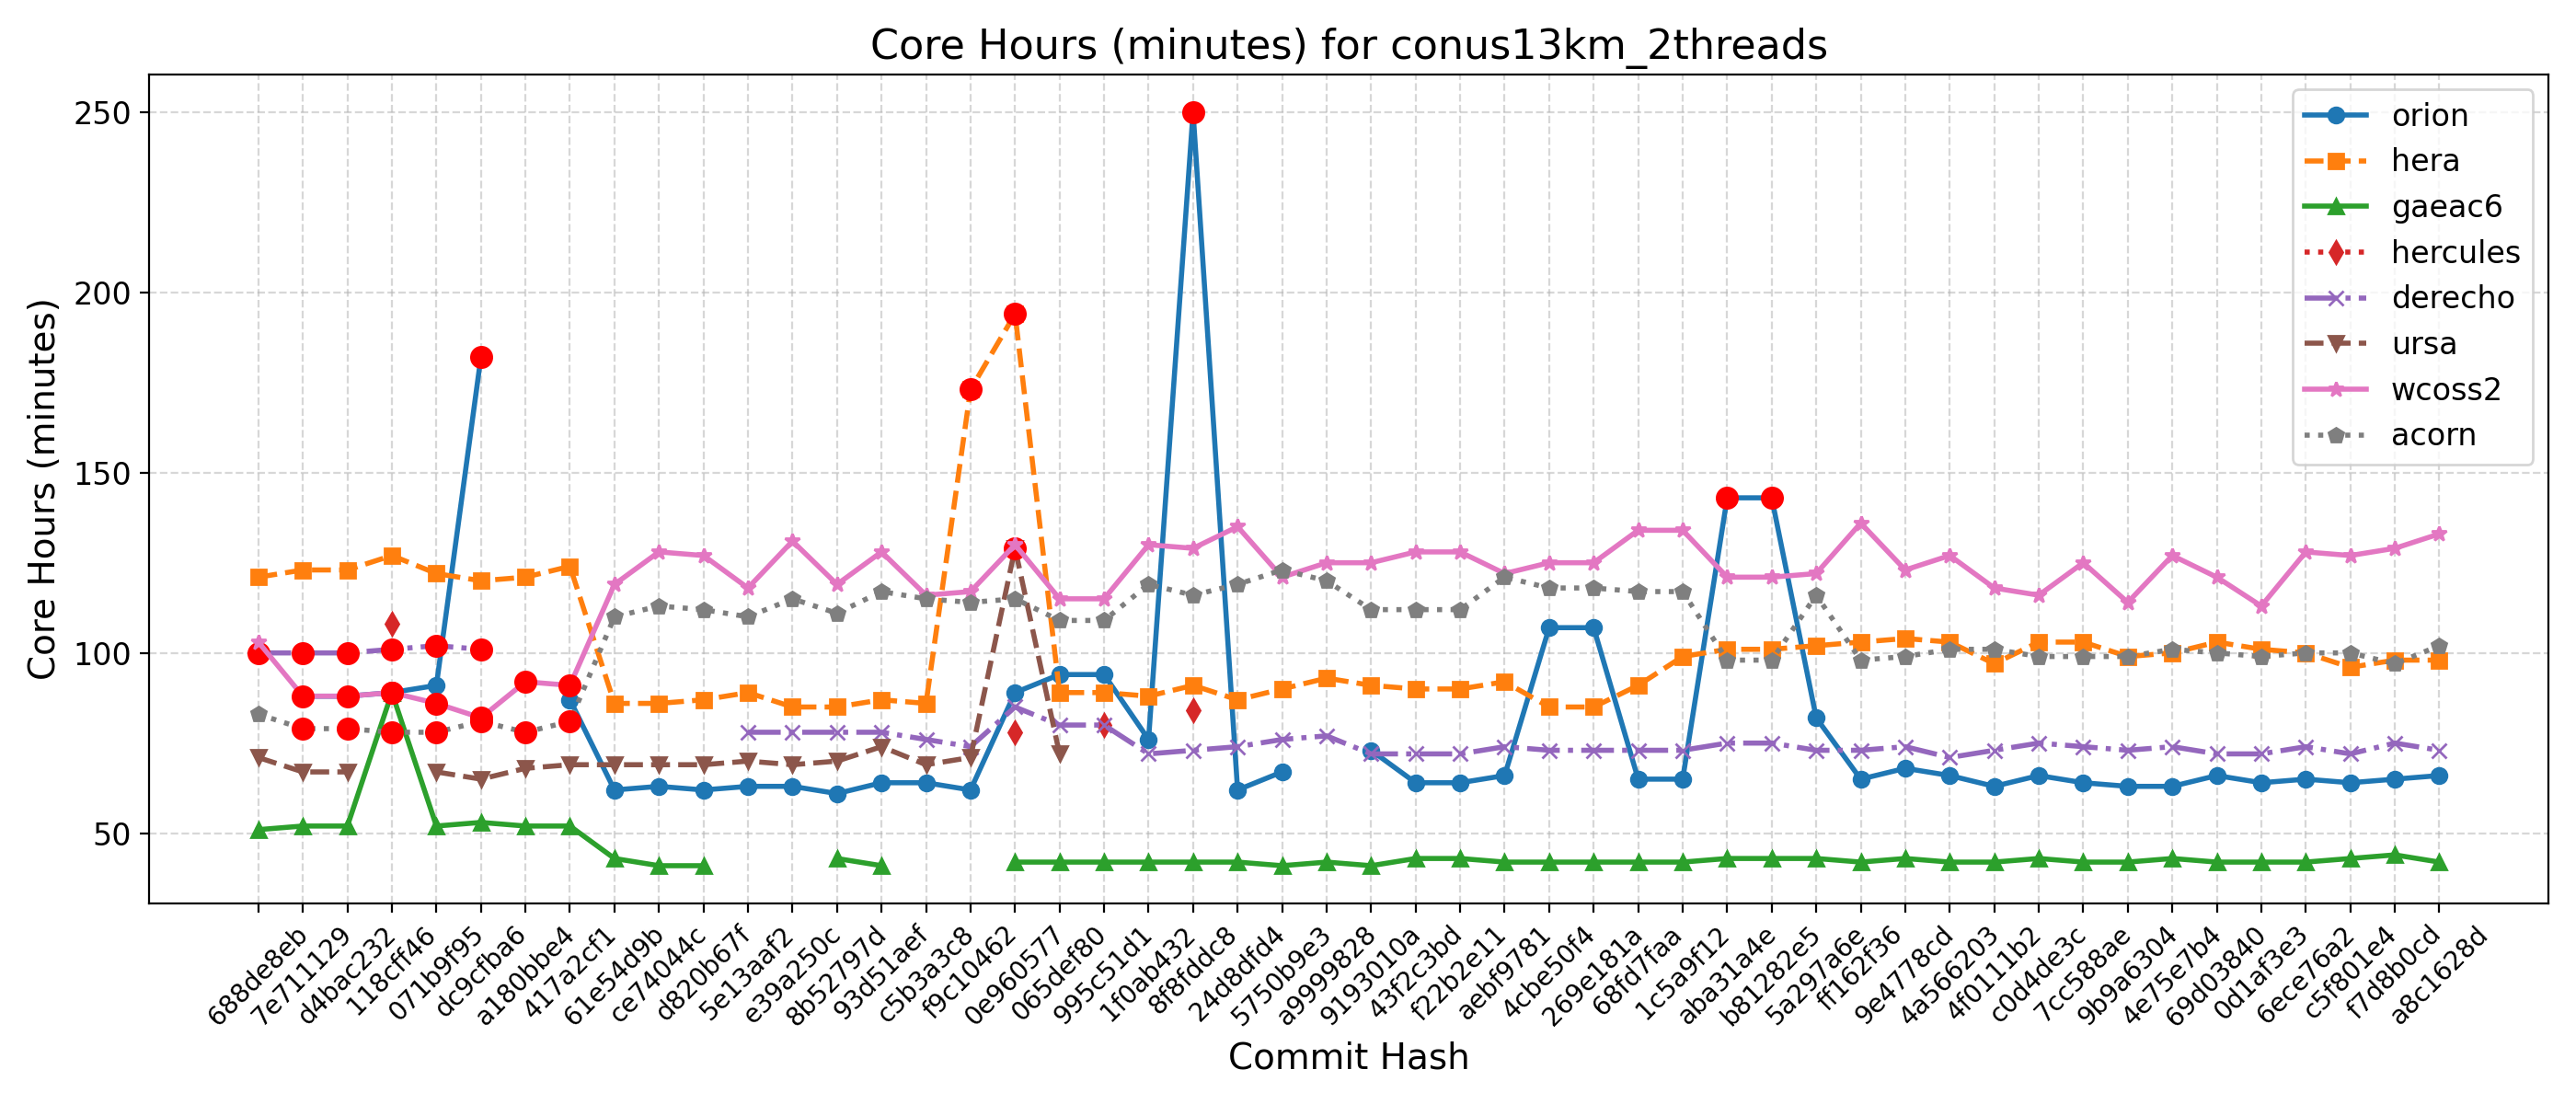 Core Hours (minutes) for conus13km_2threads
Core Hours (minutes)
250
200
150
100
50
orion
hera
gaeac6
hercules
derecho
ursa
wcoss2
acorn
688de8eb
7e711129
d4bac232
118cff46
071b9f95
dc9cfba6
a180bbe4
417a2cf1
61e54d9b
ce74044c
d820b67f
5e13aaf2
e39a250c
8b52797d
93d51aef
c5b3a3c8
f9c10462
0e960577
065def80
995c51d1
1f0ab432
8f8fddc8
24d8dfd4
5750b9e3
a9999828
9193010a
43f2c3bd
f22b2e11
aebf9781
4cbe50f4
269e181a
68fd7faa
1c5a9f12
aba31a4e
b81282e5
5a297a6e
ff162f36
9e4778cd
4a566203
4f0111b2
c0d4de3c
7cc588ae
9b9a6304
4e75e7b4
69d03840
0d1af3e3
6ece76a2
c5f801e4
f7d8b0cd
a8c1628d
Commit Hash